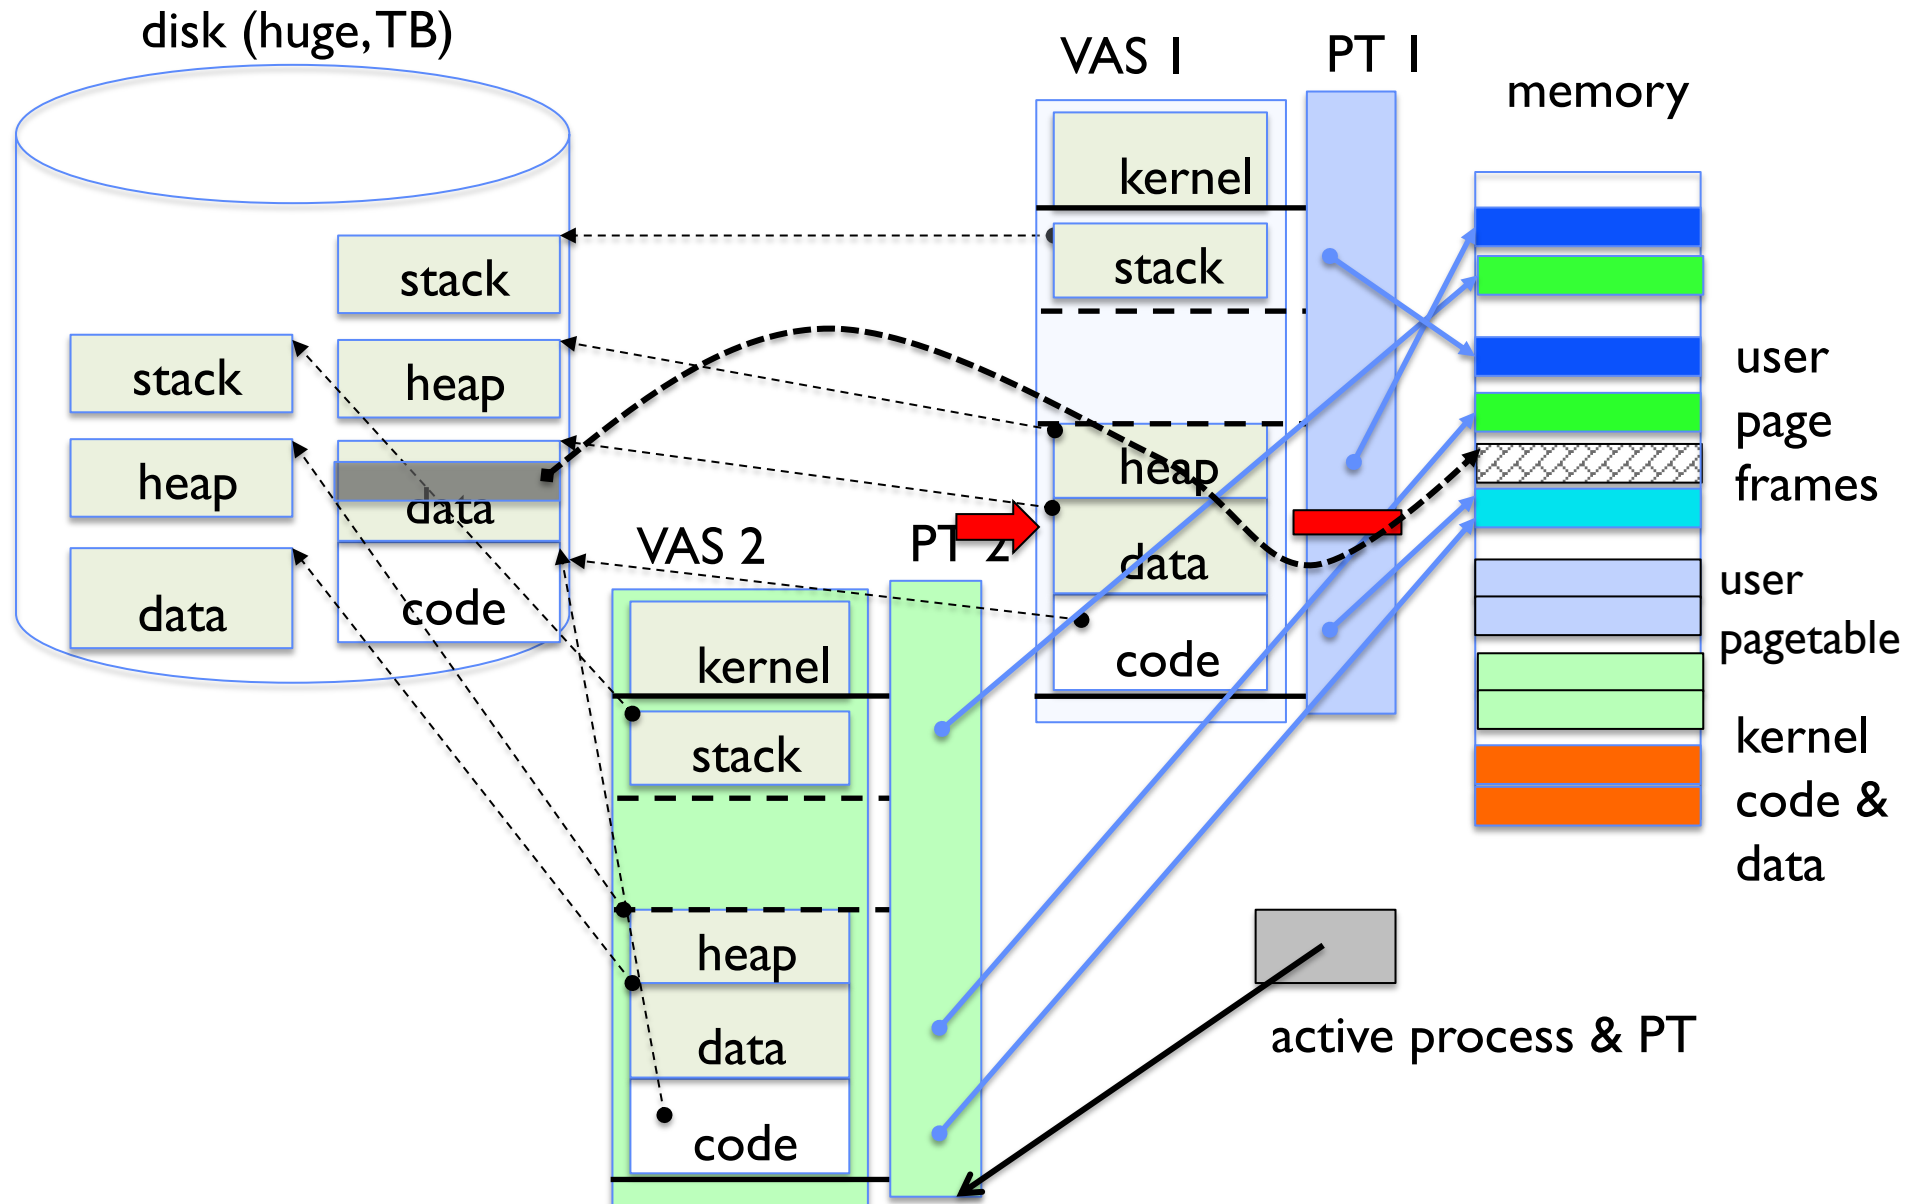 disk (huge, TB)
VAS 1
PT 1
memory
stack
heap
data
code
stack
heap
data
kernel
stack
heap
data
code
VAS 2
PT 2
kernel
stack
heap
data
code
user
page
frames
user
pagetable
kernel
code &
data
active process & PT